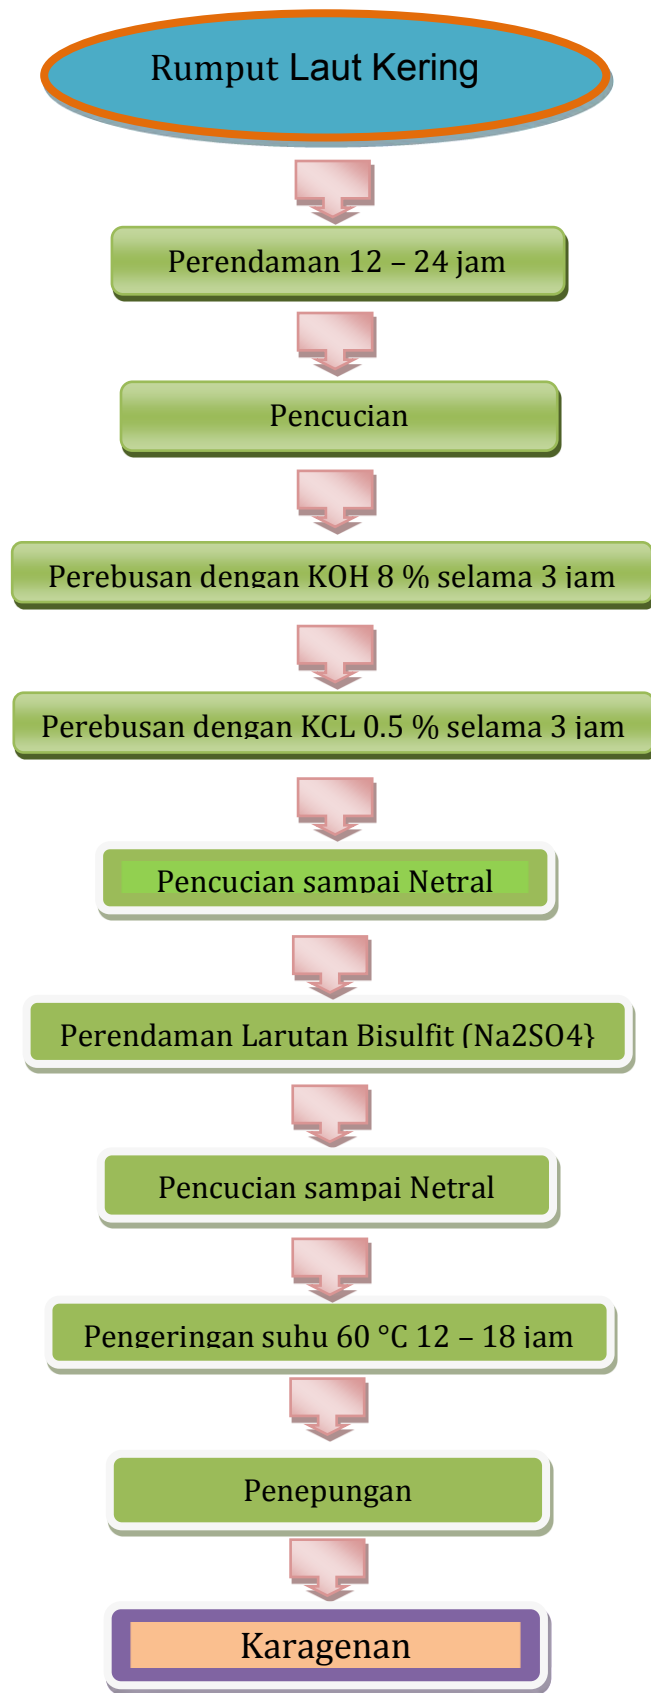 Rumput Laut Kering
Perendaman 12 – 24 jam
Pencucian
Perebusan dengan KOH 8 % selama 3 jam
Perebusan dengan KCL 0.5 % selama 3 jam
Pencucian sampai Netral
Perendaman Larutan Bisulfit (Na2SO4}
Pencucian sampai Netral
Pengeringan suhu 60 °C 12 – 18 jam
Penepungan
Karagenan